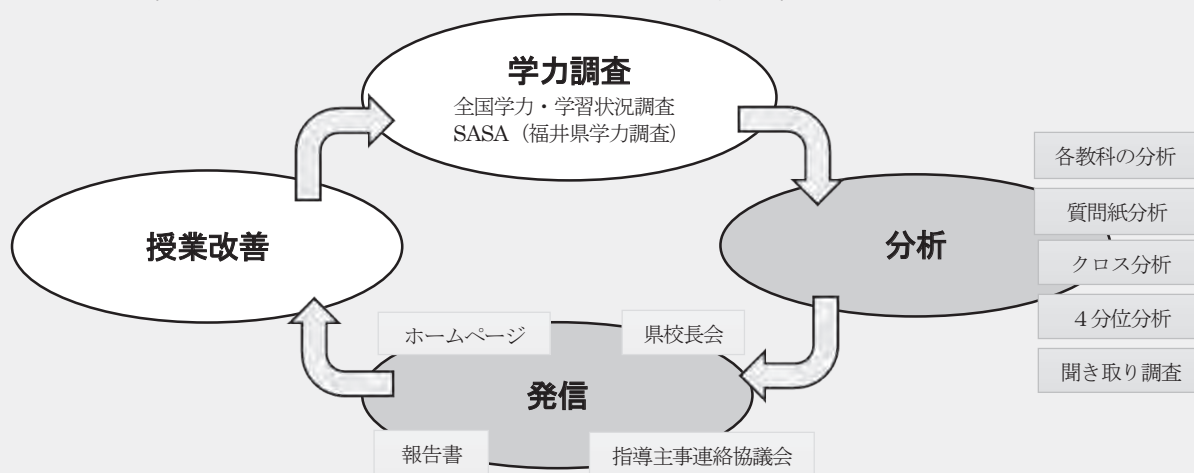 学力調査
全国学力・学習状況調査
SASA（福井県学力調査）
各教科の分析
質問紙分析
分析
クロス分析
４分位分析
聞き取り調査
授業改善
ホームページ
県校長会
発信
報告書
指導主事連絡協議会